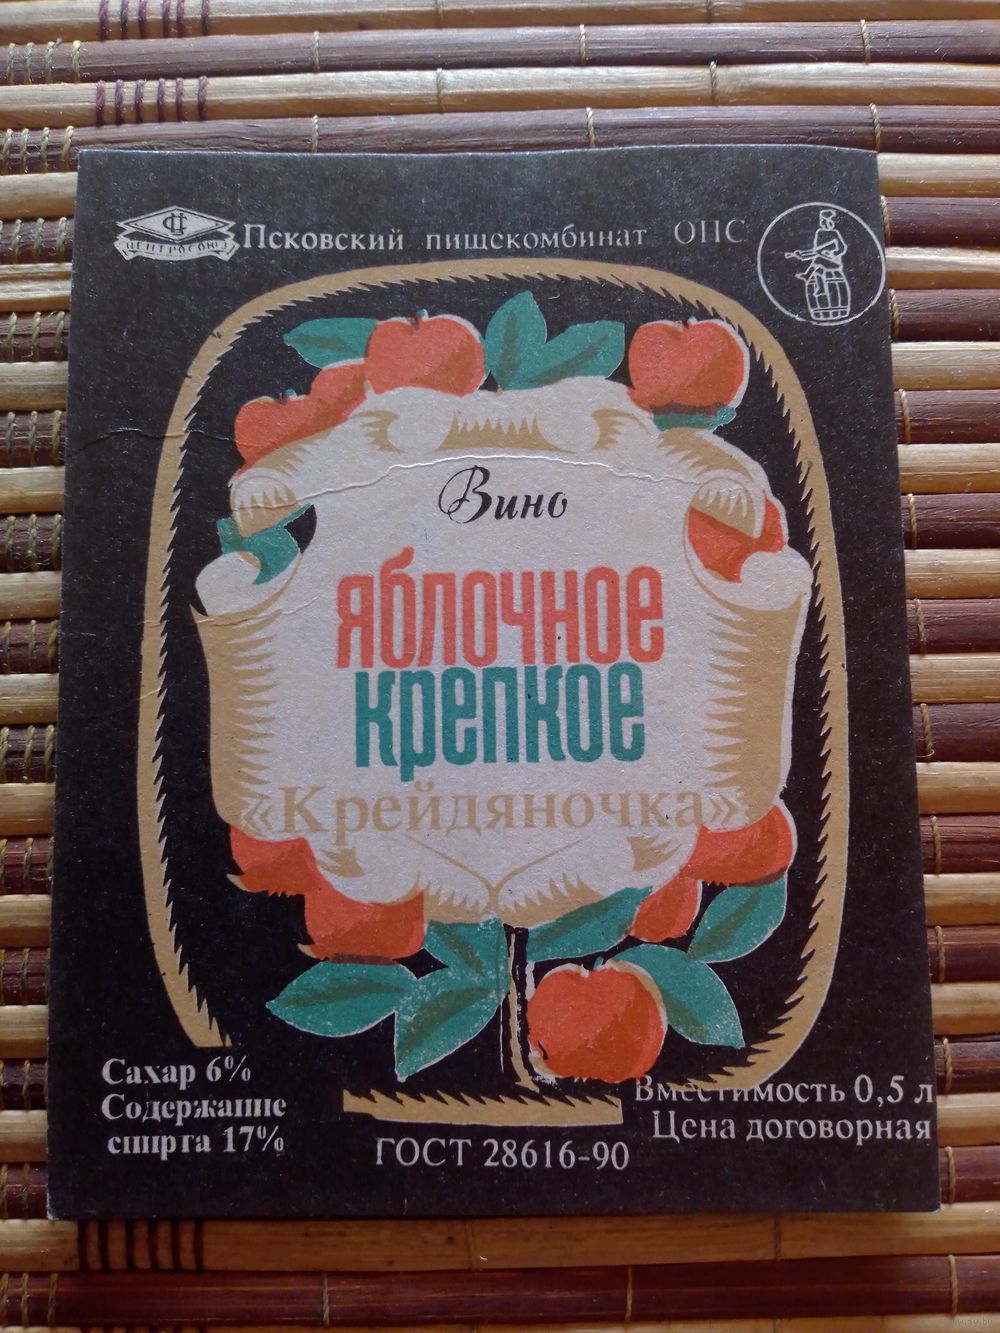 ЦЕНТРОСОЮЗ
Псковский пищекомбинат ОПС
Вино
яблочное
крепкое
«Крейдяночка»
Сахар 6%
Содержание
спирта 17%
ГОСТ 28616-90
Вместимость 0,5 л
Цена договорная